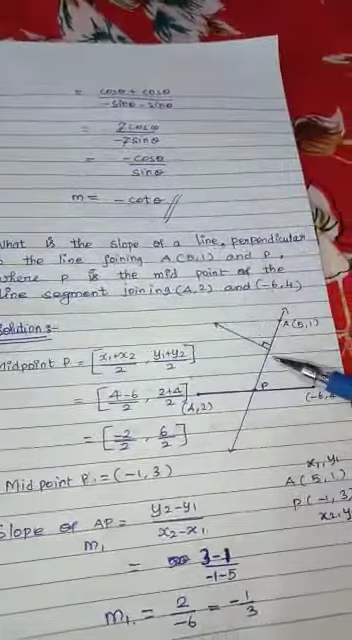 = cosθ + cosθ / -sinθ - sinθ
= 2cosθ / -2sinθ
= -cosθ / sinθ
m = -cotθ //
What is the slope of a line, perpendicular
the line joining A(5,1) and P,
where P is the mid point of the
line segment joining (4,2) and (-6,4)
Solution :-
A(5,1)
Midpoint P = [x₁+x₂/2 , y₁+y₂/2]
= [4-6/2 , 2+4/2]
(4,2) P (-6,4
= [-2/2 , 6/2]
Mid point P = (-1,3)
x₁,y₁
A(5,1)
P(-1,3)
x₂,y
Slope of AP = y₂-y₁ / x₂-x₁
m₁
= 3-1 / -1-5
m₁ = 2/-6 = -1/3